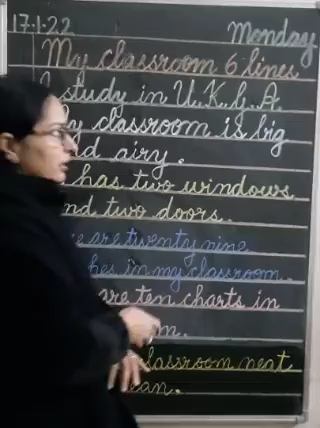 17.1.22 Monday
My classroom 6 lines
I study in U.K.G. A.
My classroom is big
airy.
has two windows
and two doors.
are twenty nine
in my classroom.
are ten charts in
classroom neat